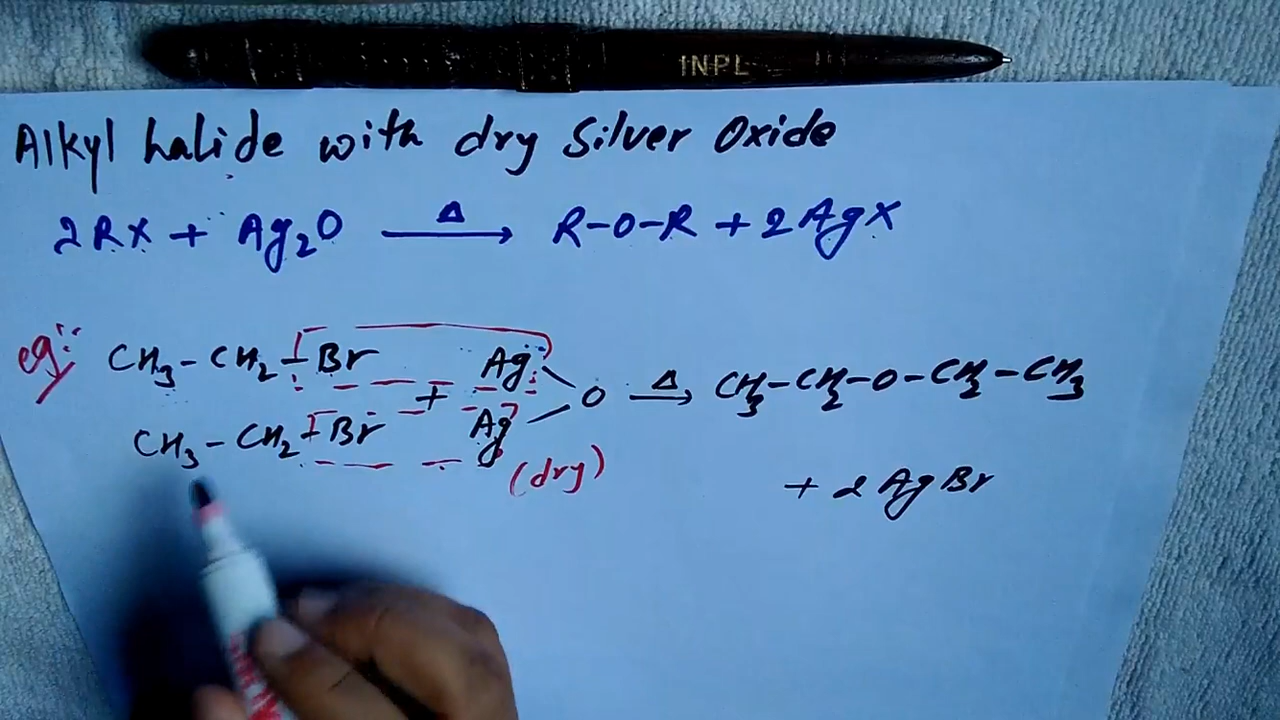 INPL
Alkyl halide with dry Silver Oxide
2RX + Ag₂O —Δ→ R-O-R + 2AgX
eg:
CH₃-CH₂-Br + Ag
CH₃-CH₂-Br Ag O —Δ→ CH₃-CH₂-O-CH₂-CH₃
(dry)
+ 2AgBr